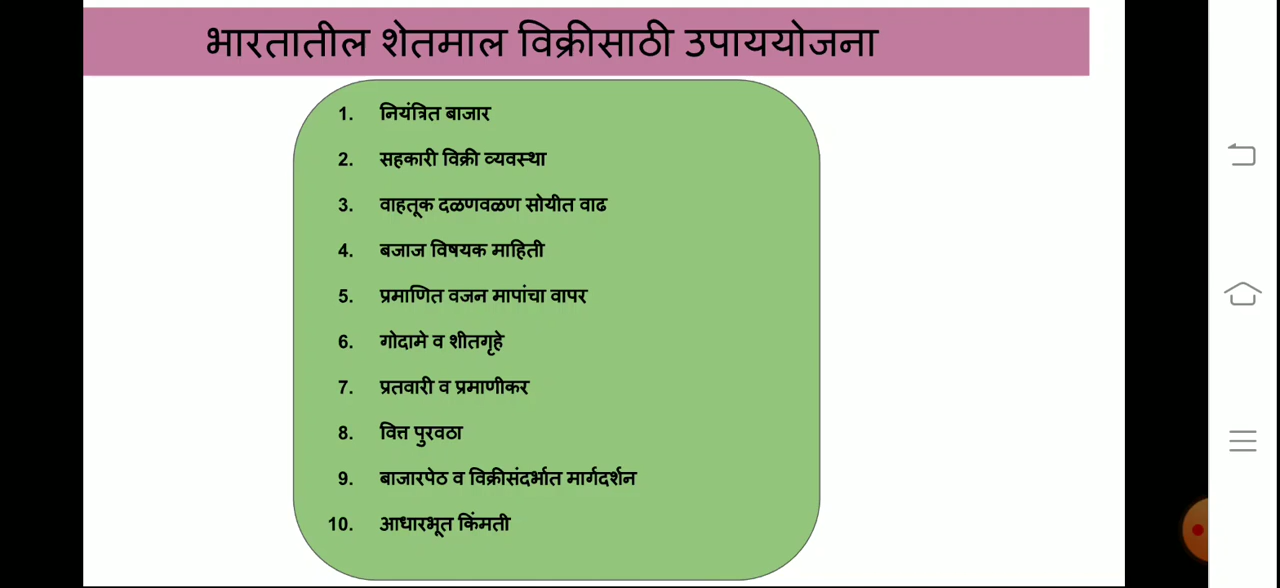 भारतातील शेतमाल विक्रीसाठी उपाययोजना
1. नियंत्रित बाजार
2. सहकारी विक्री व्यवस्था
3. वाहतूक दळणवळण सोयीत वाढ
4. बजाज विषयक माहिती
5. प्रमाणित वजन मापांचा वापर
6. गोदामे व शीतगृहे
7. प्रतवारी व प्रमाणीकर
8. वित्त पुरवठा
9. बाजारपेठ व विक्रीसंदर्भात मार्गदर्शन
10. आधारभूत किंमती